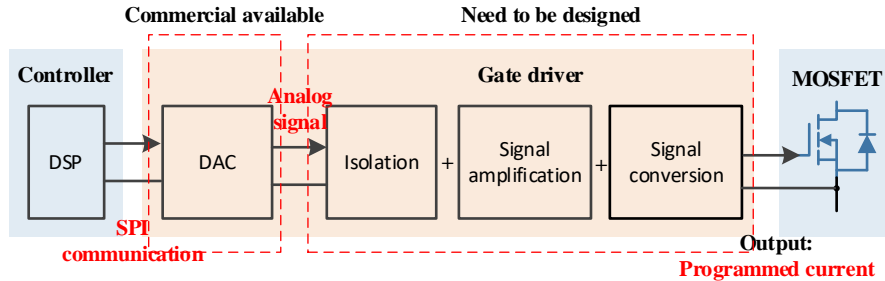 Commercial available
Need to be designed
Controller
Gate driver
MOSFET
Analog
signal
DSP
DAC
Isolation
+
Signal
amplification
+
Signal
conversion
SPI
communication
Output:
Programmed current